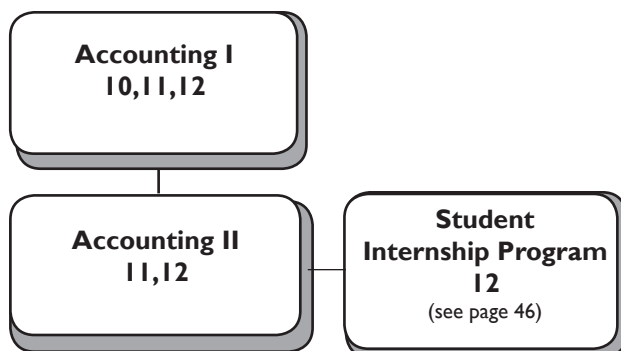 Accounting I
10,11,12
Accounting II
11,12
Student
Internship Program
12
(see page 46)